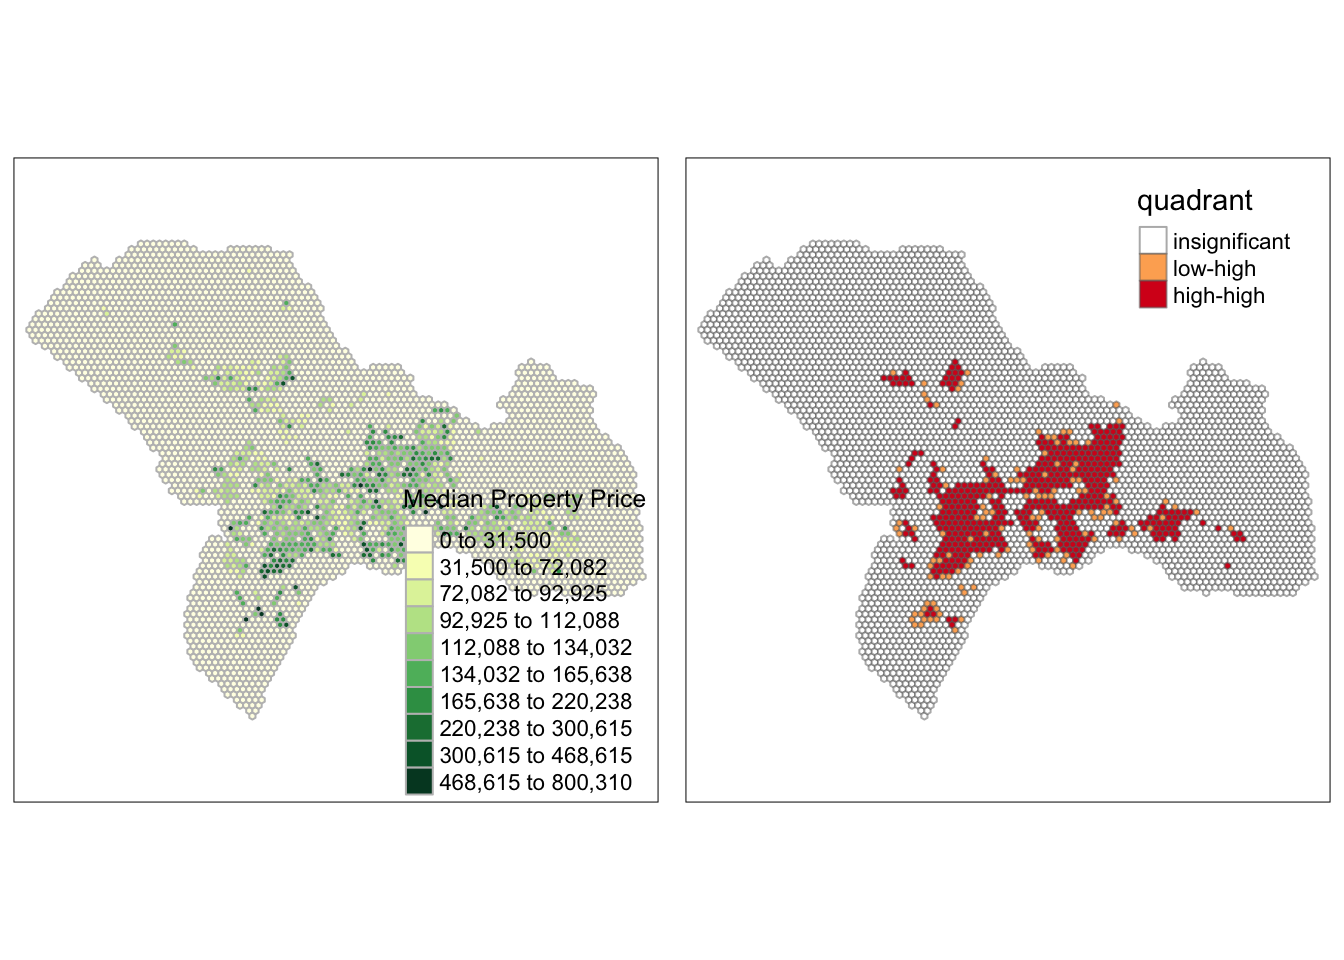 Median Property Price
0 to 31,500
31,500 to 72,082
72,082 to 92,925
92,925 to 112,088
112,088 to 134,032
134,032 to 165,638
165,638 to 220,238
220,238 to 300,615
300,615 to 468,615
468,615 to 800,310
quadrant
insignificant
low-high
high-high